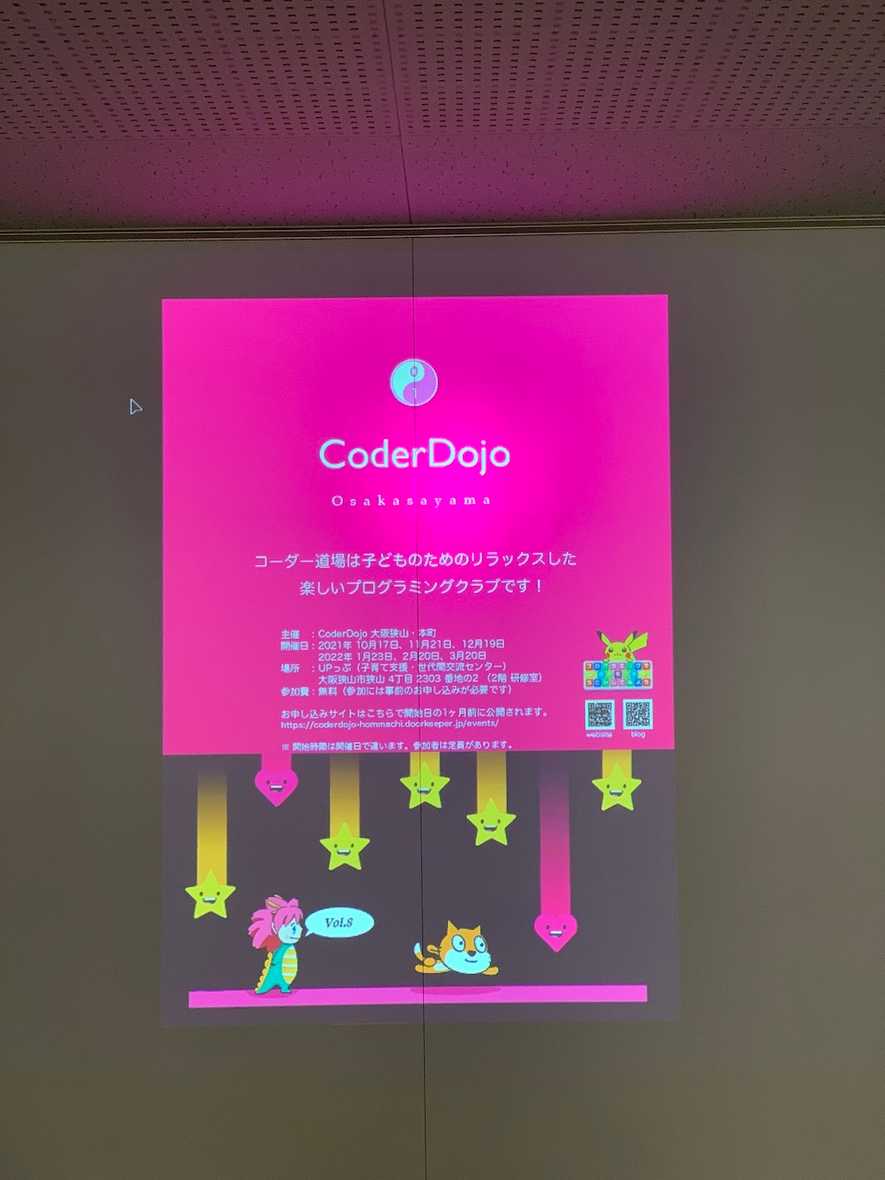 0
1
CoderDojo
Osakasayama
コーダー道場は子どものためのリラックスした
楽しいプログラミングクラブです！
主催　：CoderDojo 大阪狭山・本町
開催日：2021年 10月17日、11月21日、12月19日
2022年 1月23日、2月20日、3月20日
場所　：UPっぷ（子育て支援・世代間交流センター）
大阪狭山市狭山 4丁目 2303 番地の2 （2階 研修室）
参加費：無料（参加には事前のお申し込みが必要です）
お申し込みサイトはこちらで開始日の1ヶ月前に公開されます。
https://coderdojo-hommachi.doorkeeper.jp/events/
※ 開始時間は開催日で違います。参加者は定員があります。
website
blog
Vol.8